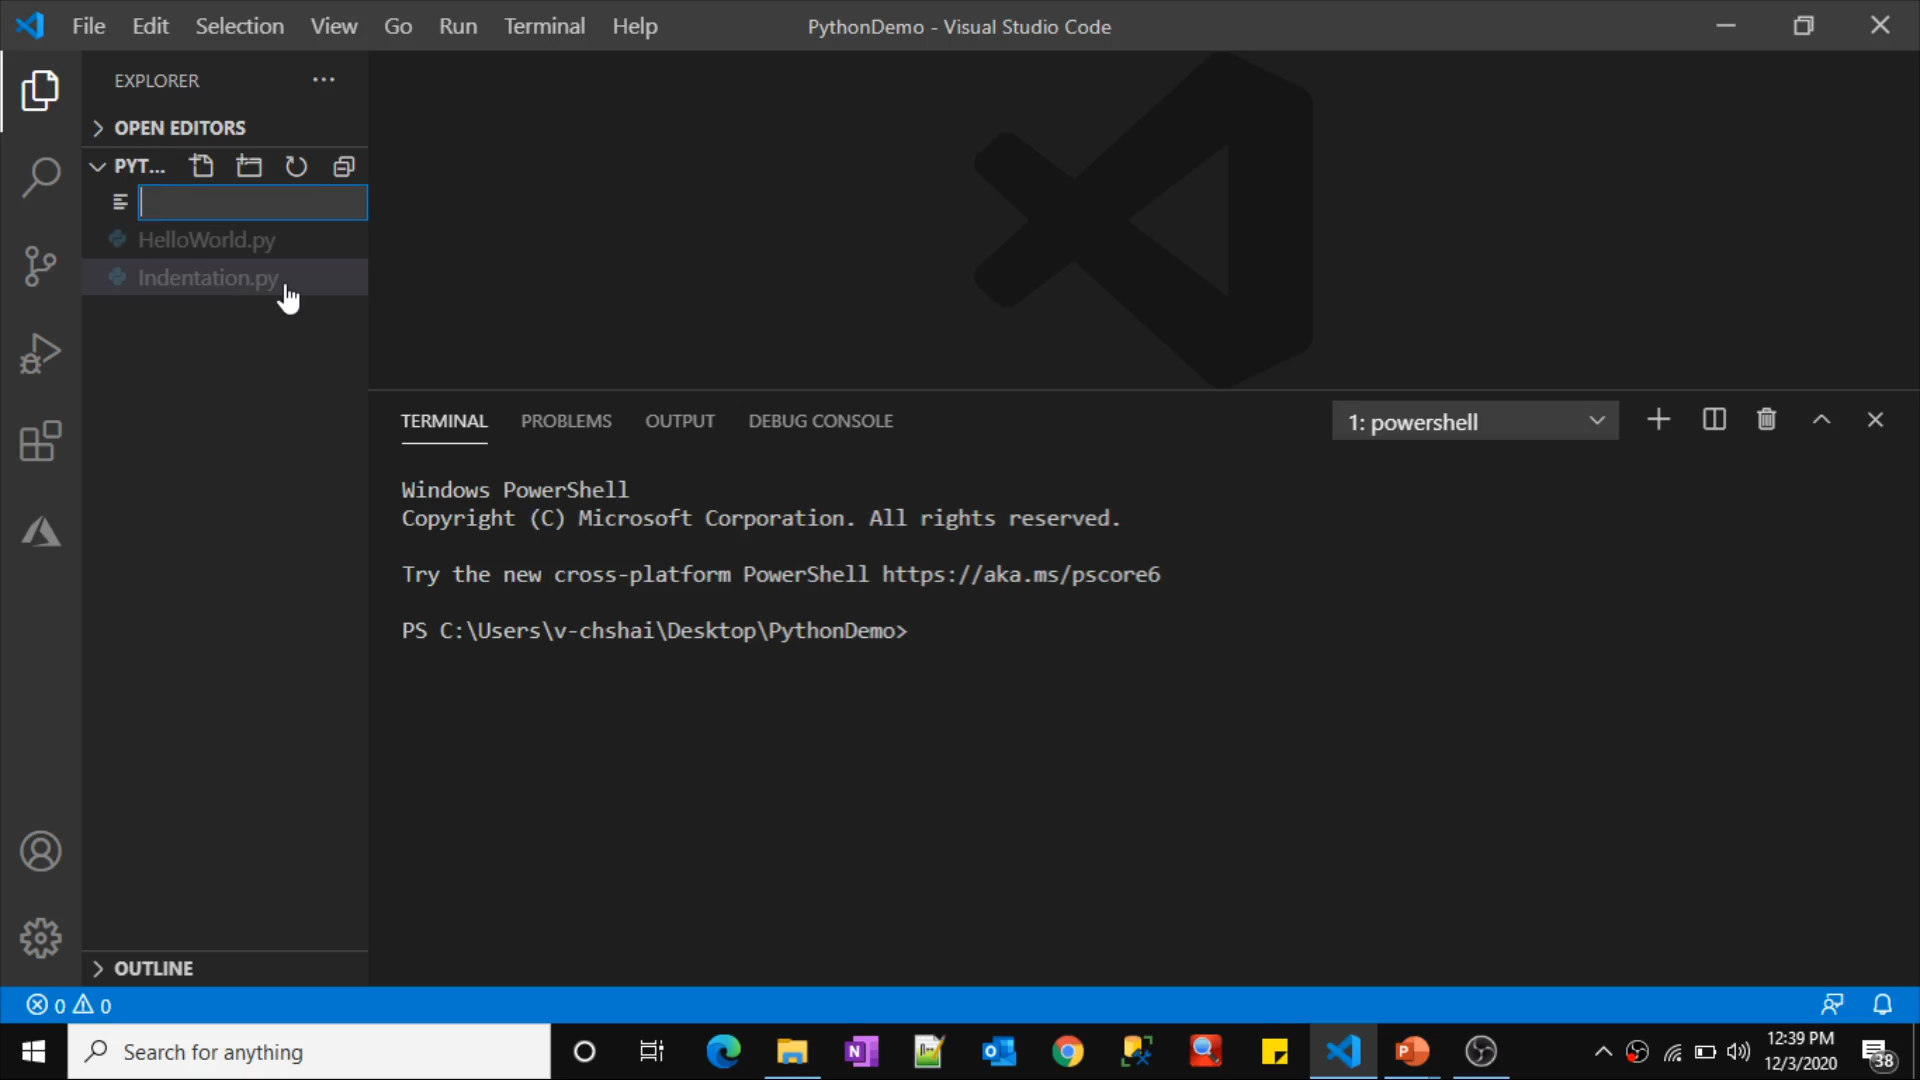 File Edit Selection View Go Run Terminal Help
PythonDemo - Visual Studio Code
EXPLORER
OPEN EDITORS
PYT...
HelloWorld.py
Indentation.py
TERMINAL PROBLEMS OUTPUT DEBUG CONSOLE
1: powershell
Windows PowerShell
Copyright (C) Microsoft Corporation. All rights reserved.
Try the new cross-platform PowerShell https://aka.ms/pscore6
PS C:\Users\v-chshai\Desktop\PythonDemo>
OUTLINE
0 0
Search for anything
12:39 PM
12/3/2020
38